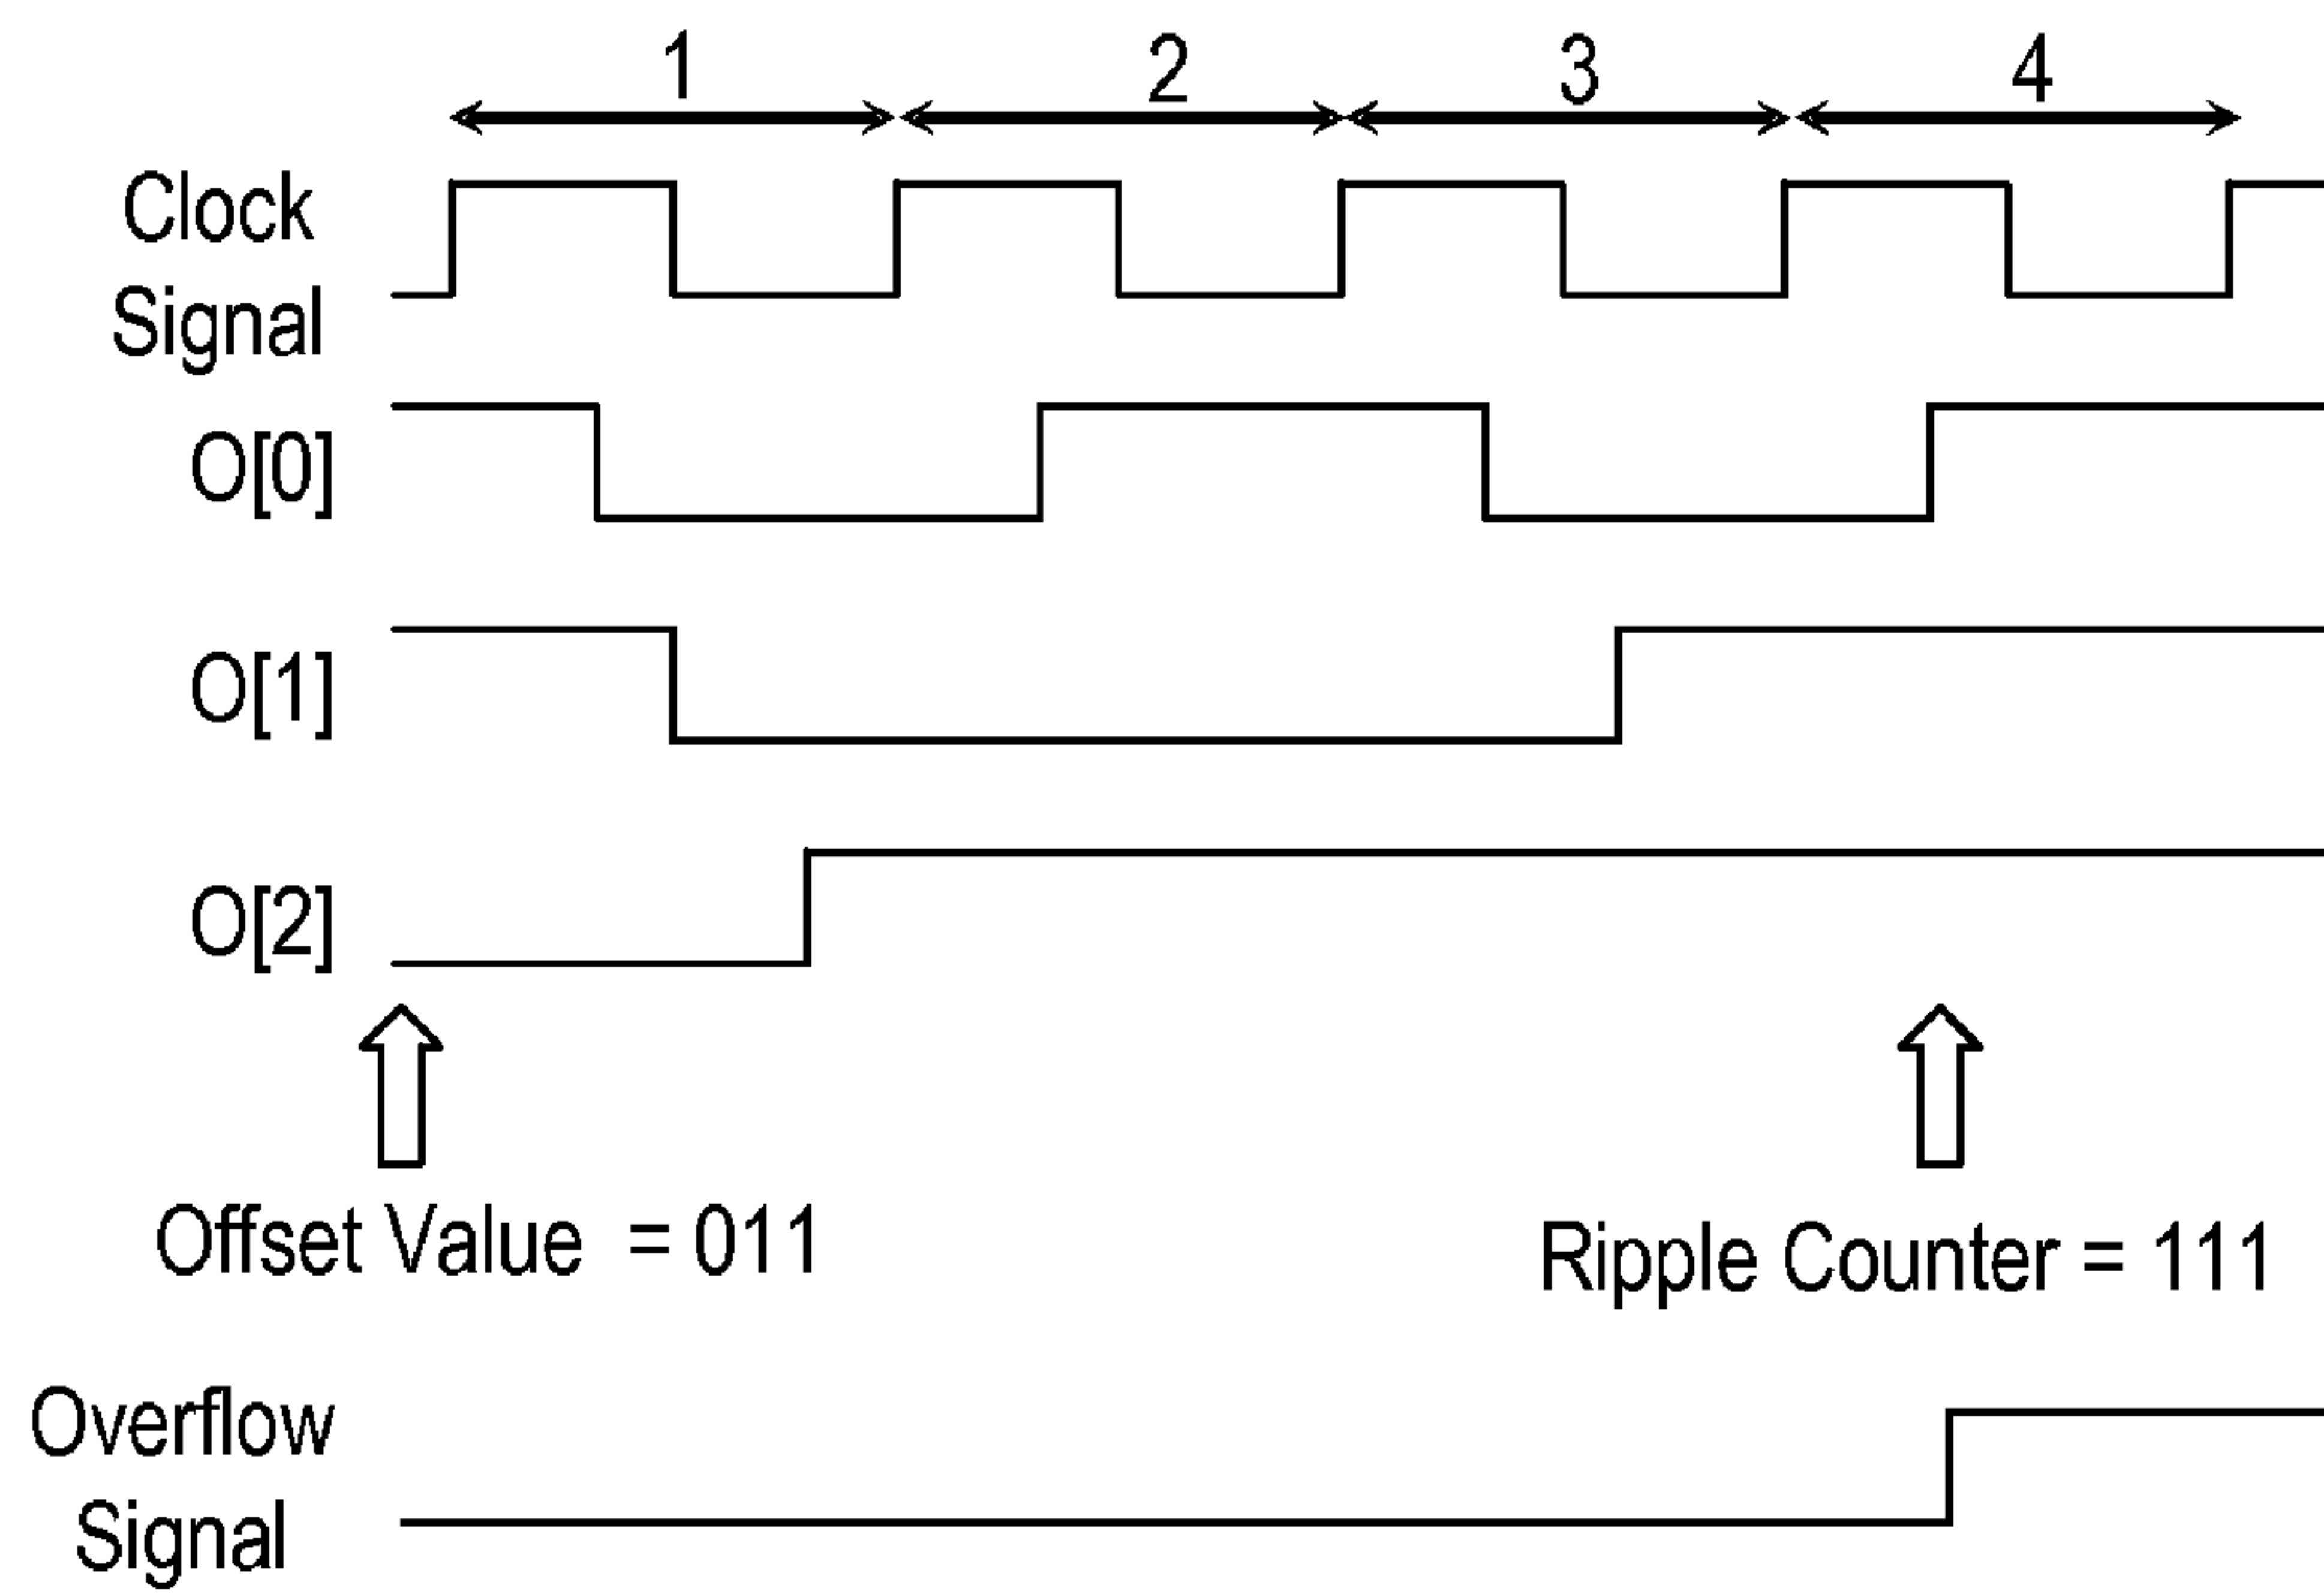 1 2 3 4
Clock
Signal
O[0]
O[1]
O[2]
Offset Value = 011
Ripple Counter = 111
Overflow
Signal